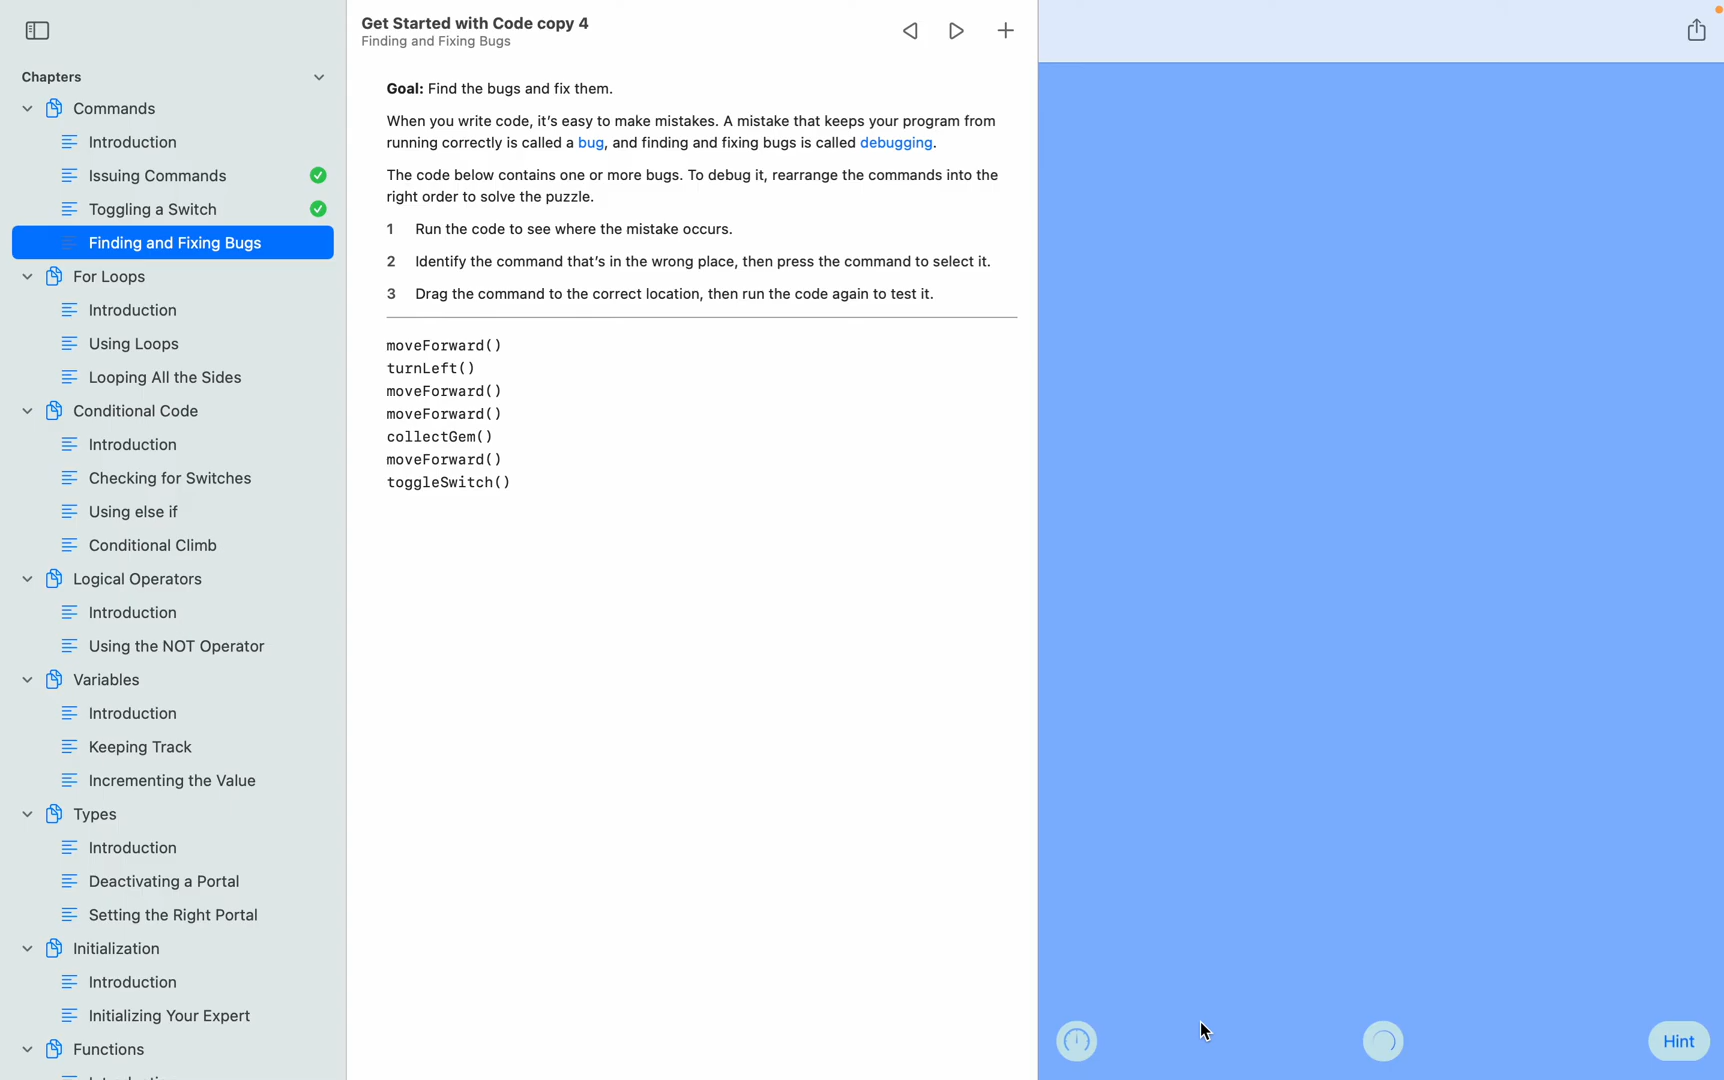 Get Started with Code copy 4
Finding and Fixing Bugs
Chapters
Commands
Introduction
Issuing Commands
Toggling a Switch
Finding and Fixing Bugs
For Loops
Introduction
Using Loops
Looping All the Sides
Conditional Code
Introduction
Checking for Switches
Using else if
Conditional Climb
Logical Operators
Introduction
Using the NOT Operator
Variables
Introduction
Keeping Track
Incrementing the Value
Types
Introduction
Deactivating a Portal
Setting the Right Portal
Initialization
Introduction
Initializing Your Expert
Functions
Goal: Find the bugs and fix them.
When you write code, it's easy to make mistakes. A mistake that keeps your program from
running correctly is called a bug, and finding and fixing bugs is called debugging.
The code below contains one or more bugs. To debug it, rearrange the commands into the
right order to solve the puzzle.
1 Run the code to see where the mistake occurs.
2 Identify the command that's in the wrong place, then press the command to select it.
3 Drag the command to the correct location, then run the code again to test it.
moveForward()
turnLeft()
moveForward()
moveForward()
collectGem()
moveForward()
toggleSwitch()
Hint